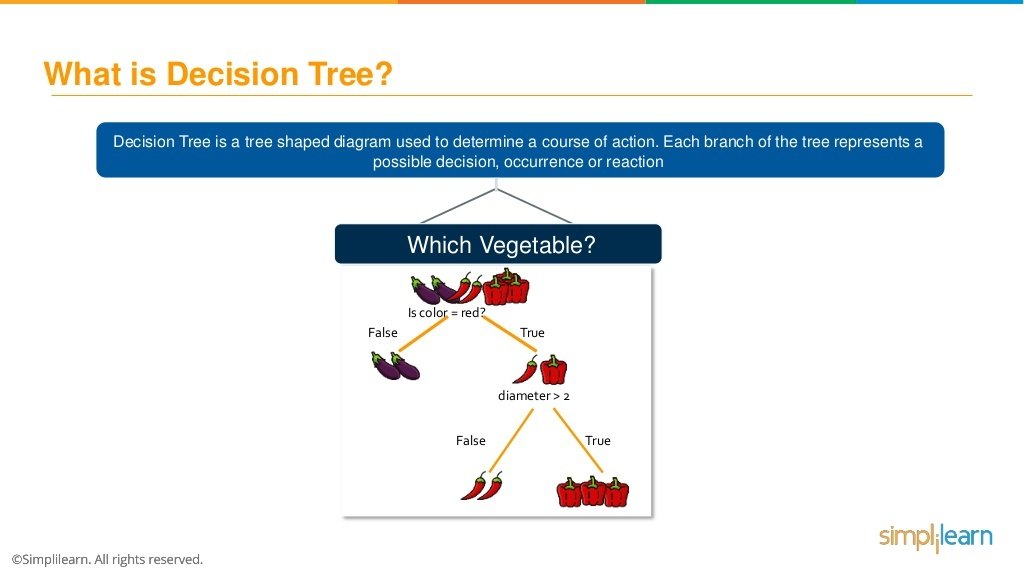 What is Decision Tree?
Decision Tree is a tree shaped diagram used to determine a course of action. Each branch of the tree represents a
possible decision, occurrence or reaction
Which Vegetable?
Is color = red?
False
True
diameter > 2
False
True
simplilearn
©Simplilearn. All rights reserved.